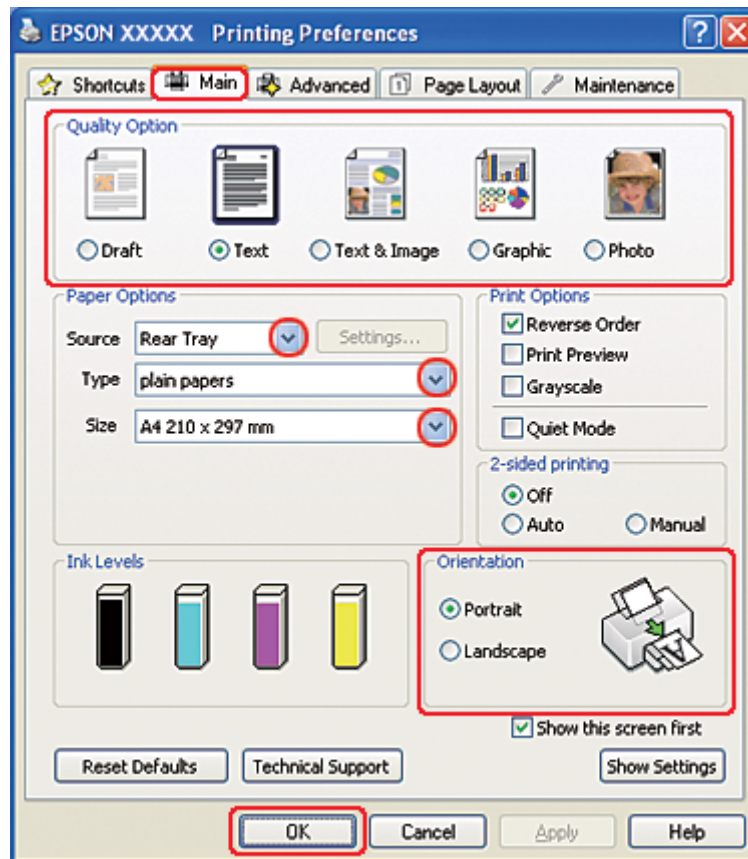 EPSON XXXXX Printing Preferences
Shortcuts Main Advanced Page Layout Maintenance
Quality Option
Draft Text Text & Image Graphic Photo
Paper Options
Source Rear Tray Settings...
Type plain papers
Size A4 210 x 297 mm
Print Options
Reverse Order
Print Preview
Grayscale
Quiet Mode
2-sided printing
Off
Auto Manual
Ink Levels
Orientation
Portrait
Landscape
Show this screen first
Reset Defaults Technical Support Show Settings
OK Cancel Apply Help